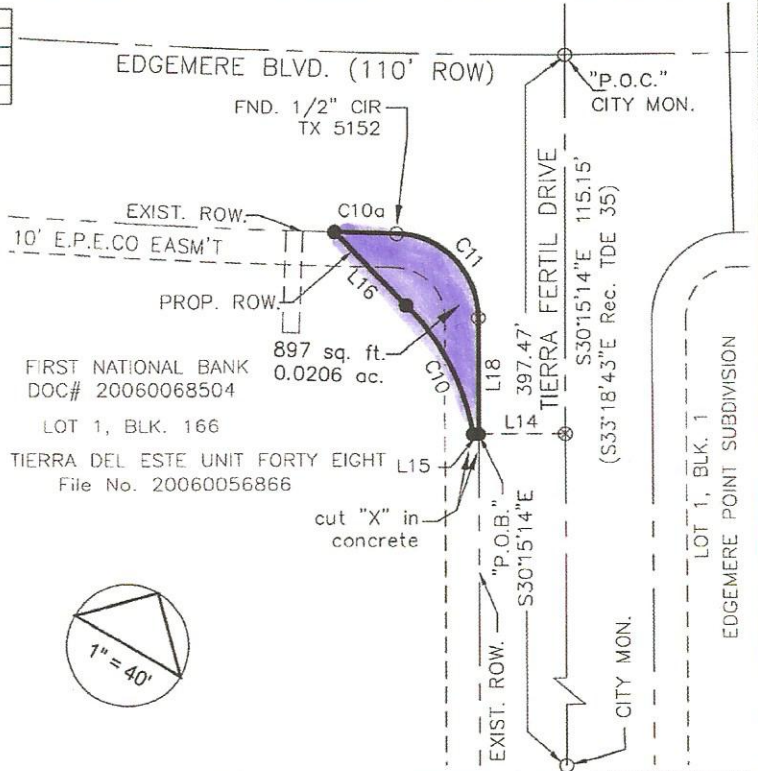 EDGEMERE BLVD. (110' ROW)
"P.O.C."
CITY MON.
FND. 1/2" CIR
TX 5152
EXIST. ROW.
C10a
10' E.P.E.CO EASM'T
C11
L16
PROP. ROW.
897 sq. ft.
0.0206 ac.
C10
L18
397.47'
TIERRA FERTIL DRIVE
S30°15'14"E 115.15'
(S33°18'43"E Rec. TDE 35)
FIRST NATIONAL BANK
DOC# 20060068504
LOT 1, BLK. 166
TIERRA DEL ESTE UNIT FORTY EIGHT
File No. 20060056866
L14
L15
cut "X" in
concrete
"P.O.B."
S30°15'14"E
EXIST. ROW.
CITY MON.
LOT 1, BLK. 1
EDGEMERE POINT SUBDIVISION
1" = 40'